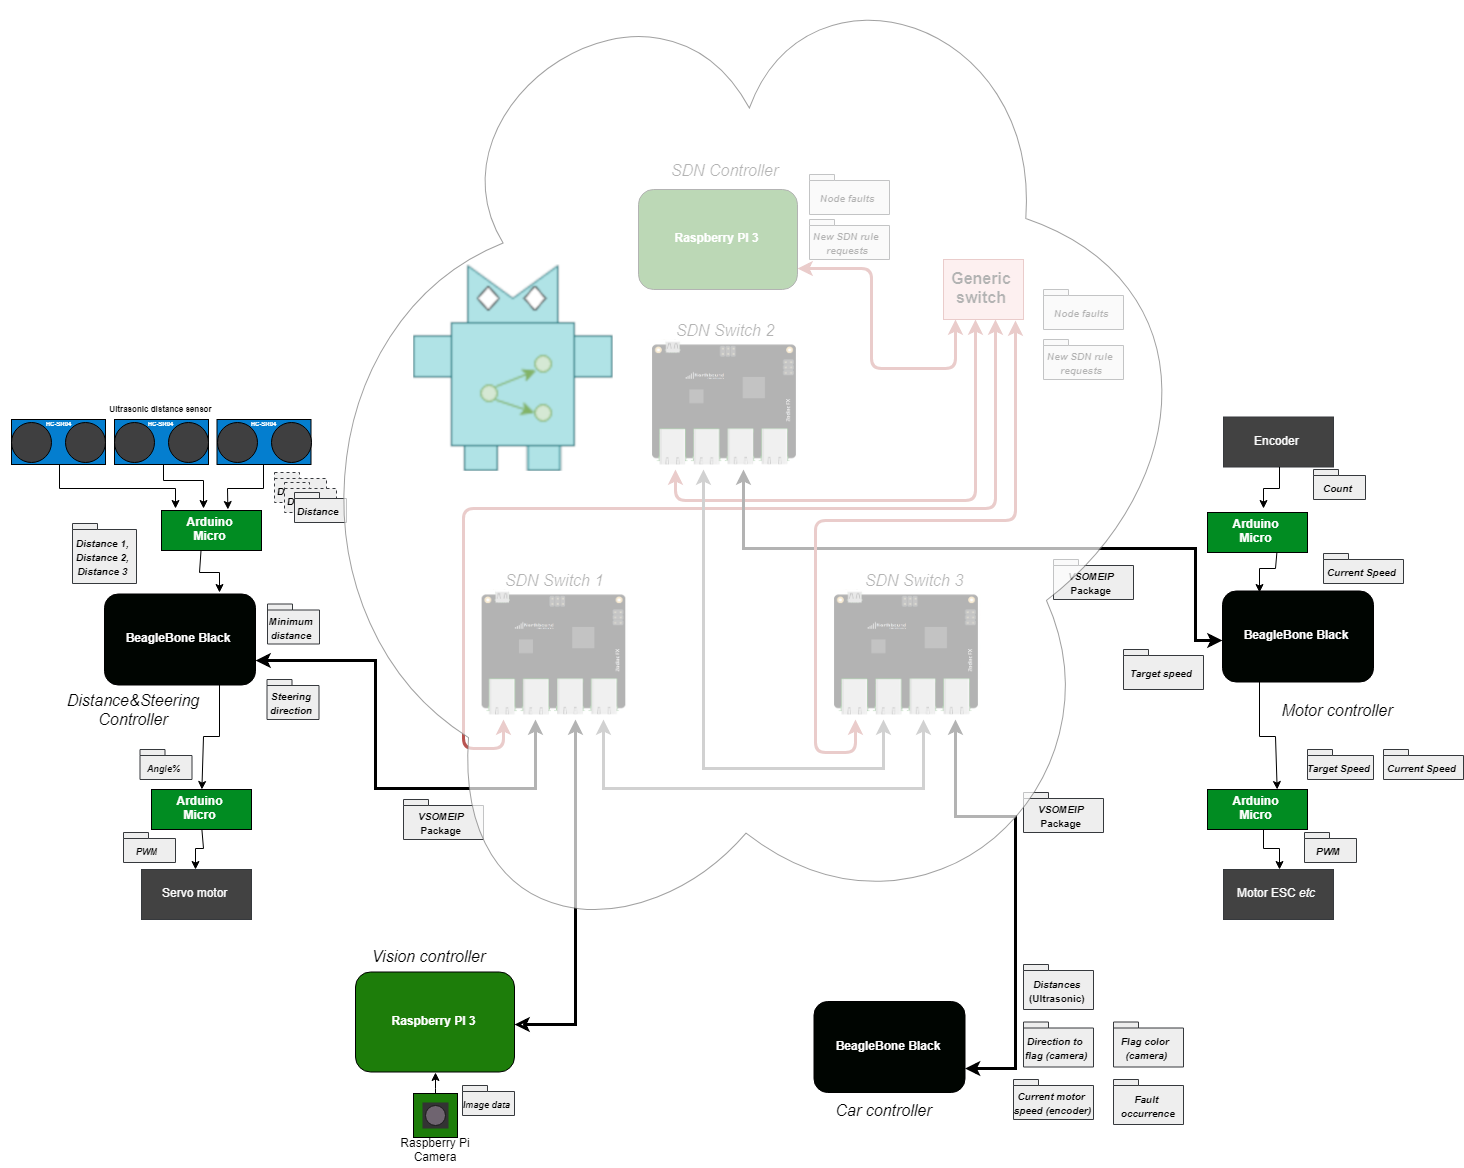 SDN Controller
Raspberry PI 3
Node faults
New SDN rule
requests
Generic
switch
Node faults
New SDN rule
requests
SDN Switch 2
Zodiac FX
Ultrasonic distance sensor
HC-SR04
HC-SR04
HC-SR04
D
D
Distance
Arduino
Micro
Distance 1,
Distance 2,
Distance 3
BeagleBone Black
Minimum
distance
Steering
direction
Distance&Steering
Controller
Angle%
Arduino
Micro
PWM
Servo motor
SDN Switch 1
Zodiac FX
SDN Switch 3
Zodiac FX
VSOMEIP
Package
VSOMEIP
Package
VSOMEIP
Package
Encoder
Count
Arduino
Micro
Current Speed
BeagleBone Black
Target speed
Motor controller
Target Speed
Current Speed
Arduino
Micro
PWM
Motor ESC etc
Vision controller
Raspberry PI 3
Image data
Raspberry Pi
Camera
BeagleBone Black
Car controller
Distances
(Ultrasonic)
Direction to
flag (camera)
Flag color
(camera)
Current motor
speed (encoder)
Fault
occurrence